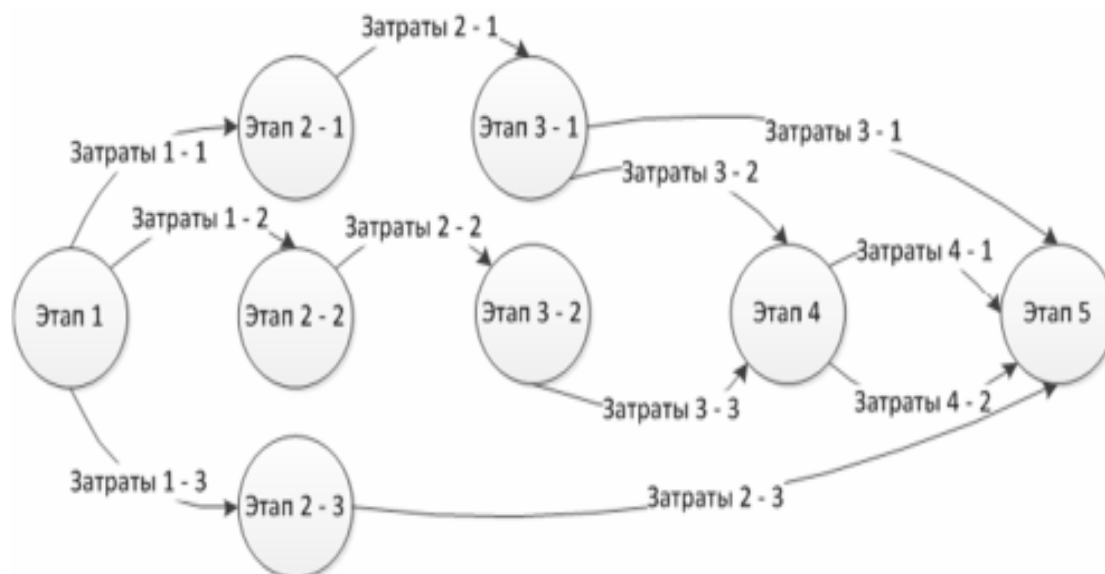 Затраты 2 - 1
Этап 2 - 1
Этап 3 - 1
Затраты 3 - 1
Затраты 1 - 1
Затраты 3 - 2
Затраты 1 - 2
Затраты 2 - 2
Затраты 4 - 1
Этап 1
Этап 2 - 2
Этап 3 - 2
Этап 4
Этап 5
Затраты 3 - 3
Затраты 4 - 2
Затраты 1 - 3
Этап 2 - 3
Затраты 2 - 3